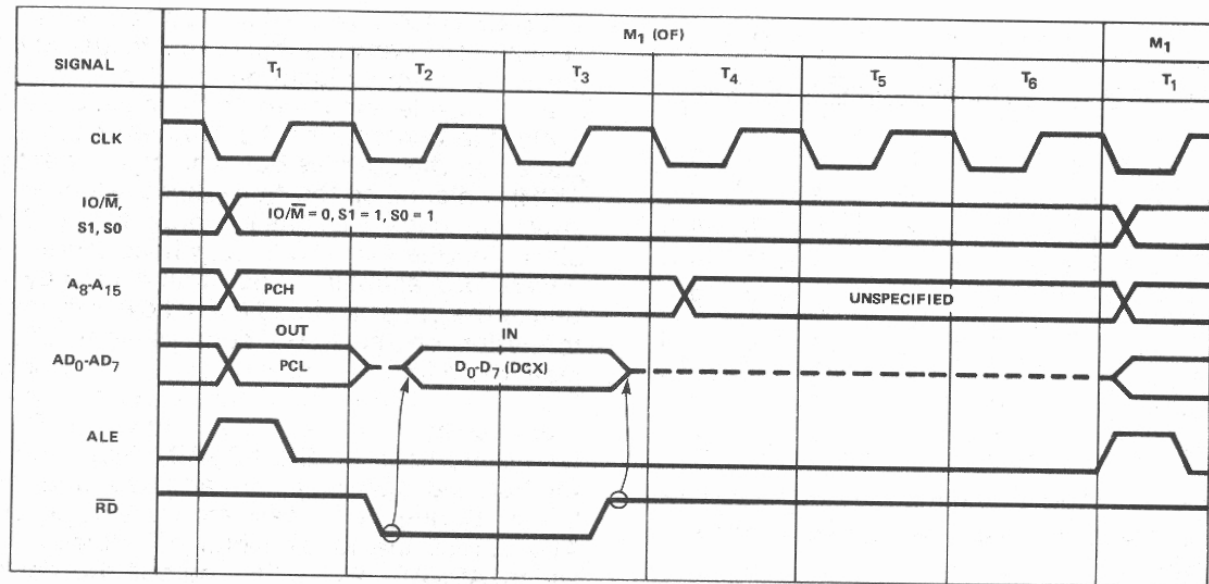 M₁ (OF) M₁
SIGNAL T₁ T₂ T₃ T₄ T₅ T₆ T₁
CLK
IO/M̅,
S1, S0
IO/M̅ = 0, S1 = 1, S0 = 1
A₈-A₁₅ PCH UNSPECIFIED
OUT IN
AD₀-AD₇ PCL D₀-D₇ (DCX)
ALE
R̅D̅